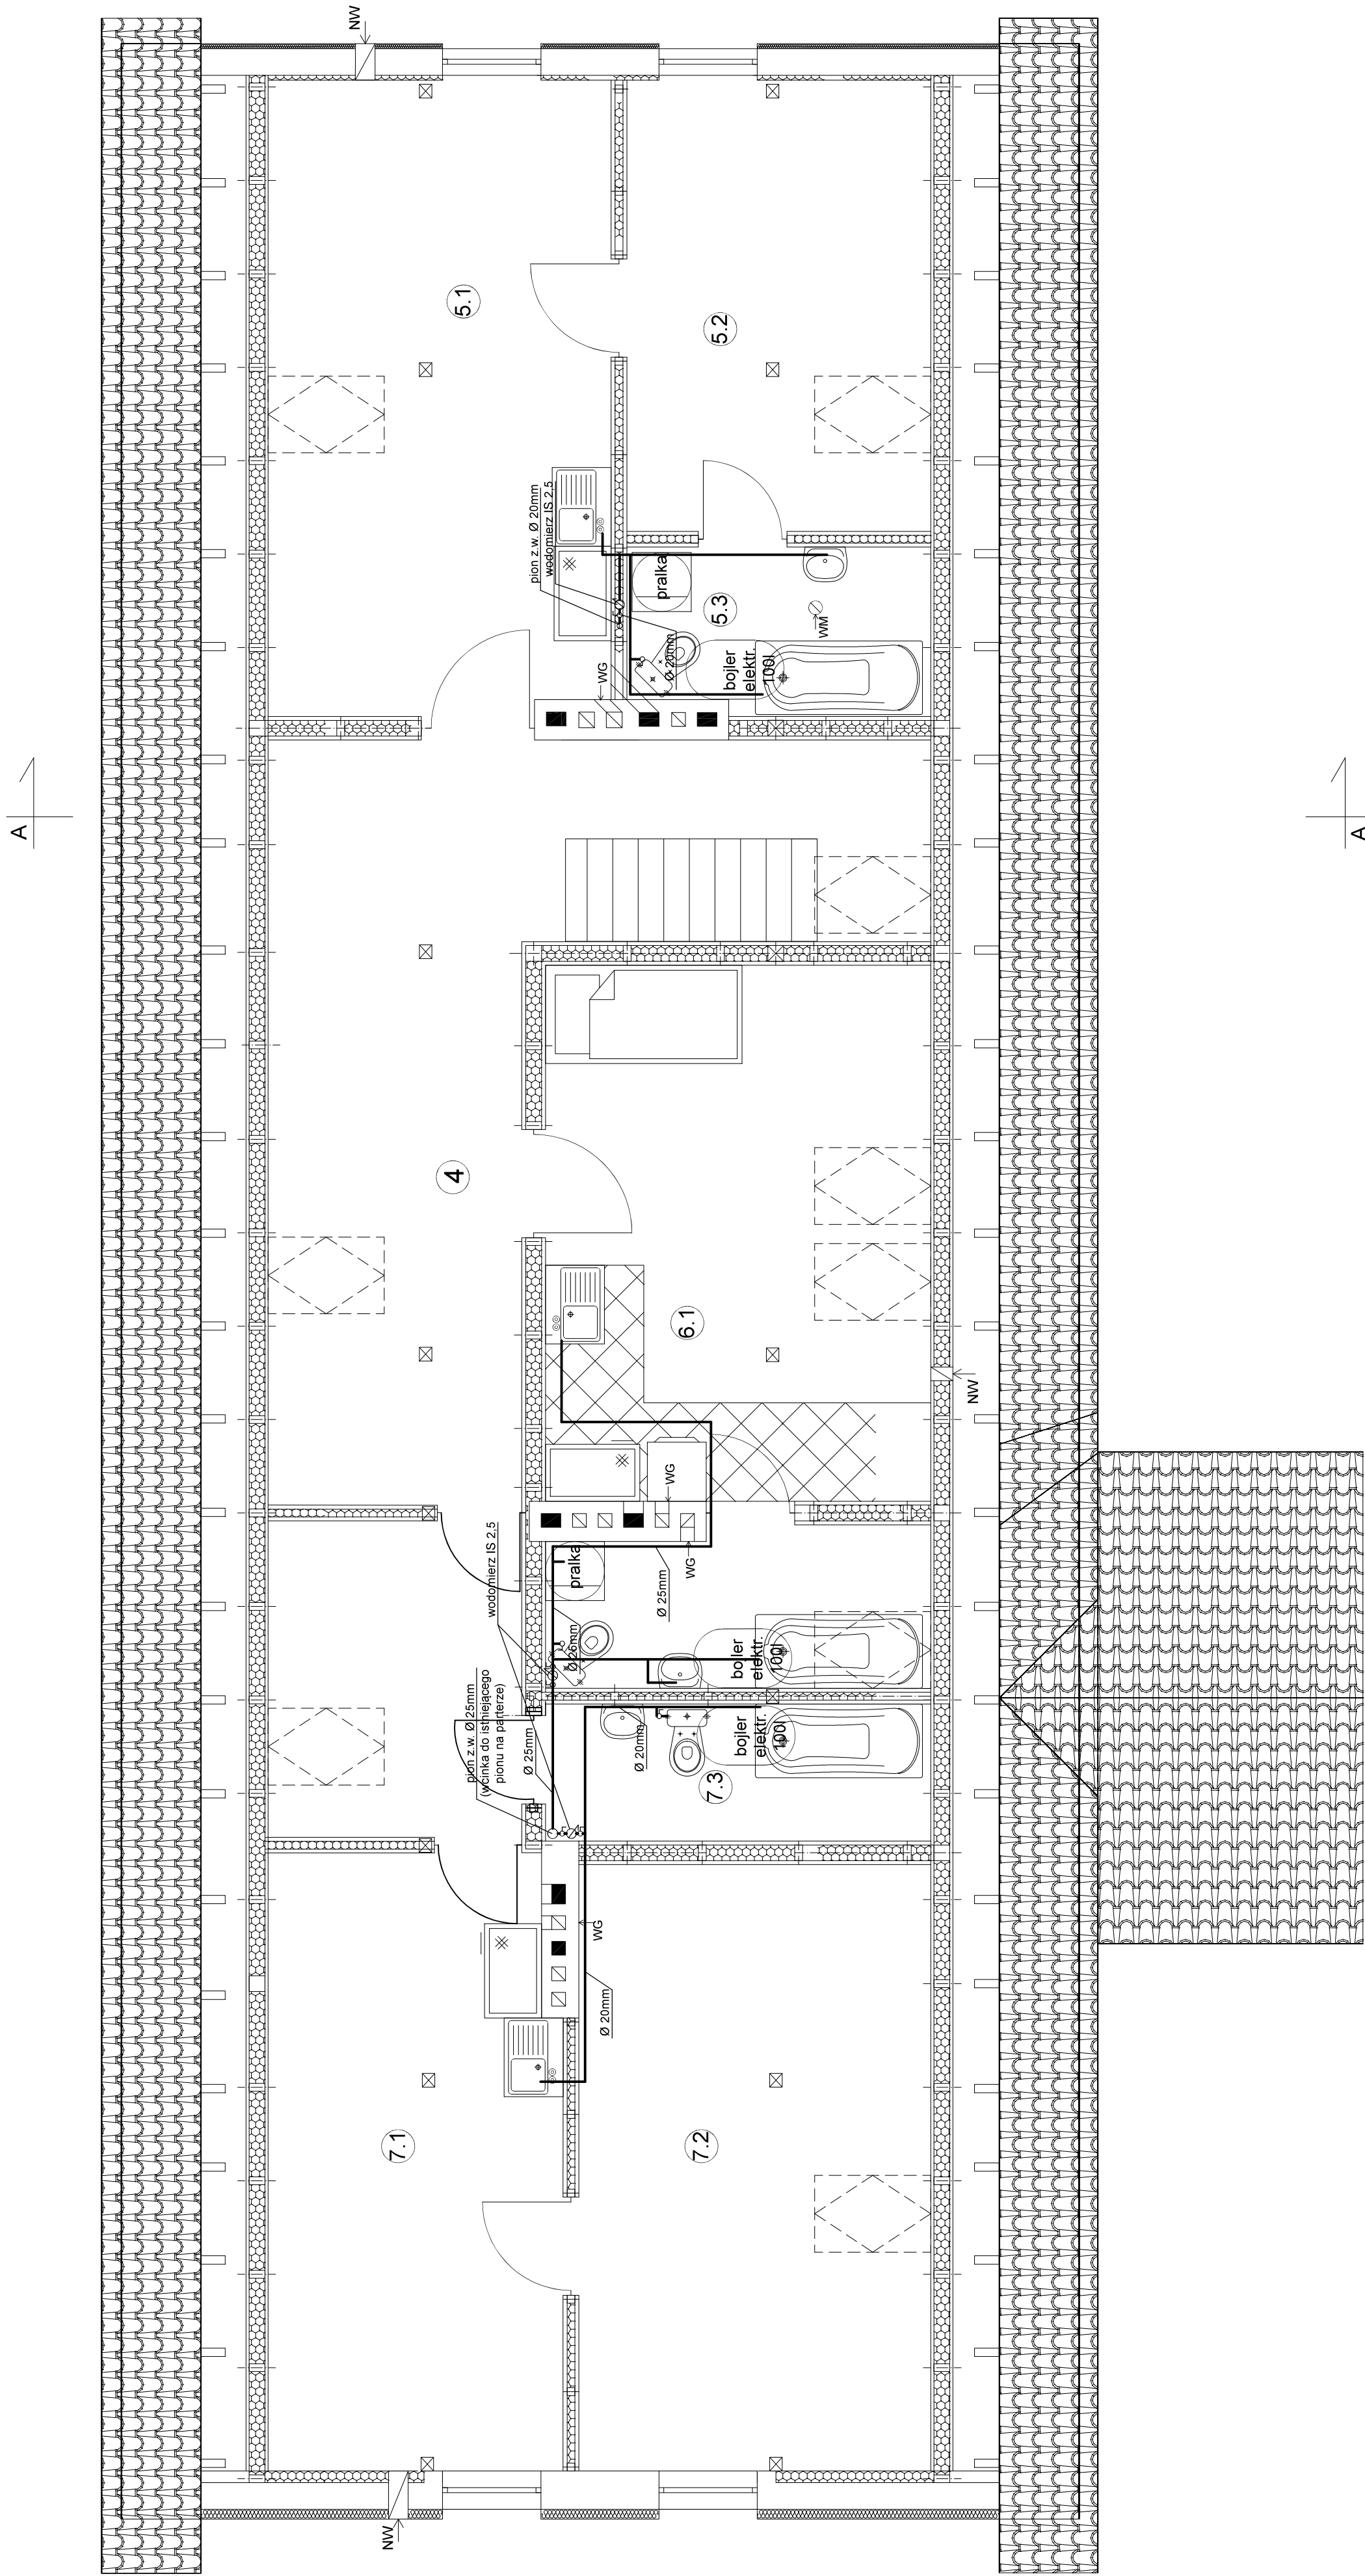 NW
5.1
5.2
pion z.w. Ø 20mm
wodomierz IS 2,5
pralka
5.3
WM
Ø 20mm
WG
bojler
elektr.
100l
A
A
4
6.1
NW
WG
WG
wodomierz IS 2,5
pralka
Ø 25mm
Ø 25mm
bojler
elektr.
100l
pion z.w. Ø 25mm
(wcinka do istniejącego
pionu na parterze)
Ø 25mm
Ø 20mm
bojler
elektr.
100l
7.3
WG
Ø 20mm
7.1
7.2
NW